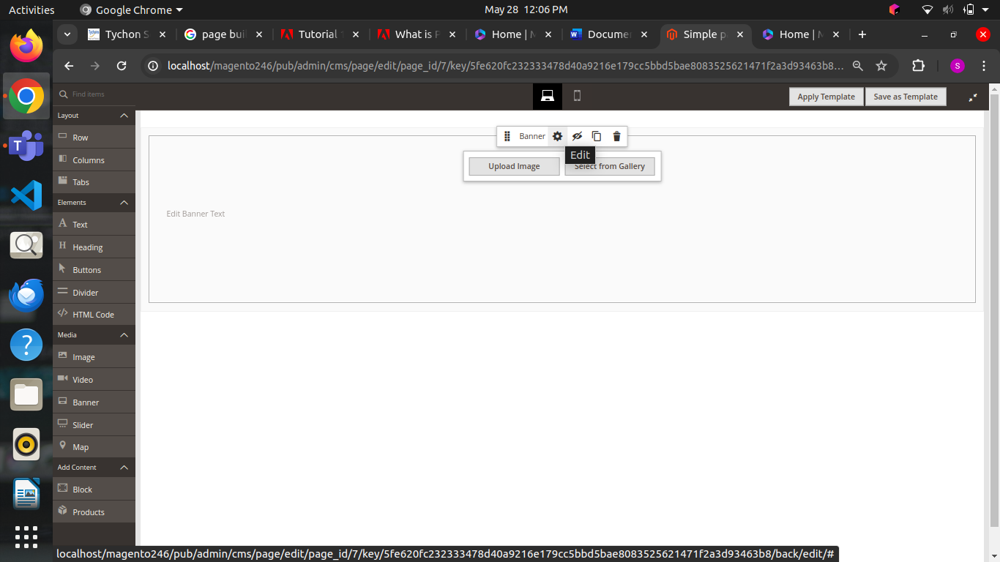 Activities
Google Chrome
May 28 12:06 PM
Tychon S
page buil
Tutorial 1
What is P
Home | M
Docume
Simple p
Home | M
localhost/magento246/pub/admin/cms/page/edit/page_id/7/key/5fe620fc232333478d40a9216e179cc5bbd5bae8083525621471f2a3d93463b8...
S
Find items
Apply Template
Save as Template
Layout
Row
Columns
Tabs
Elements
Text
Heading
Buttons
Divider
HTML Code
Media
Image
Video
Banner
Slider
Map
Add Content
Block
Products
Banner
Edit
Upload Image
Select from Gallery
Edit Banner Text
localhost/magento246/pub/admin/cms/page/edit/page_id/7/key/5fe620fc232333478d40a9216e179cc5bbd5bae8083525621471f2a3d93463b8/back/edit/#